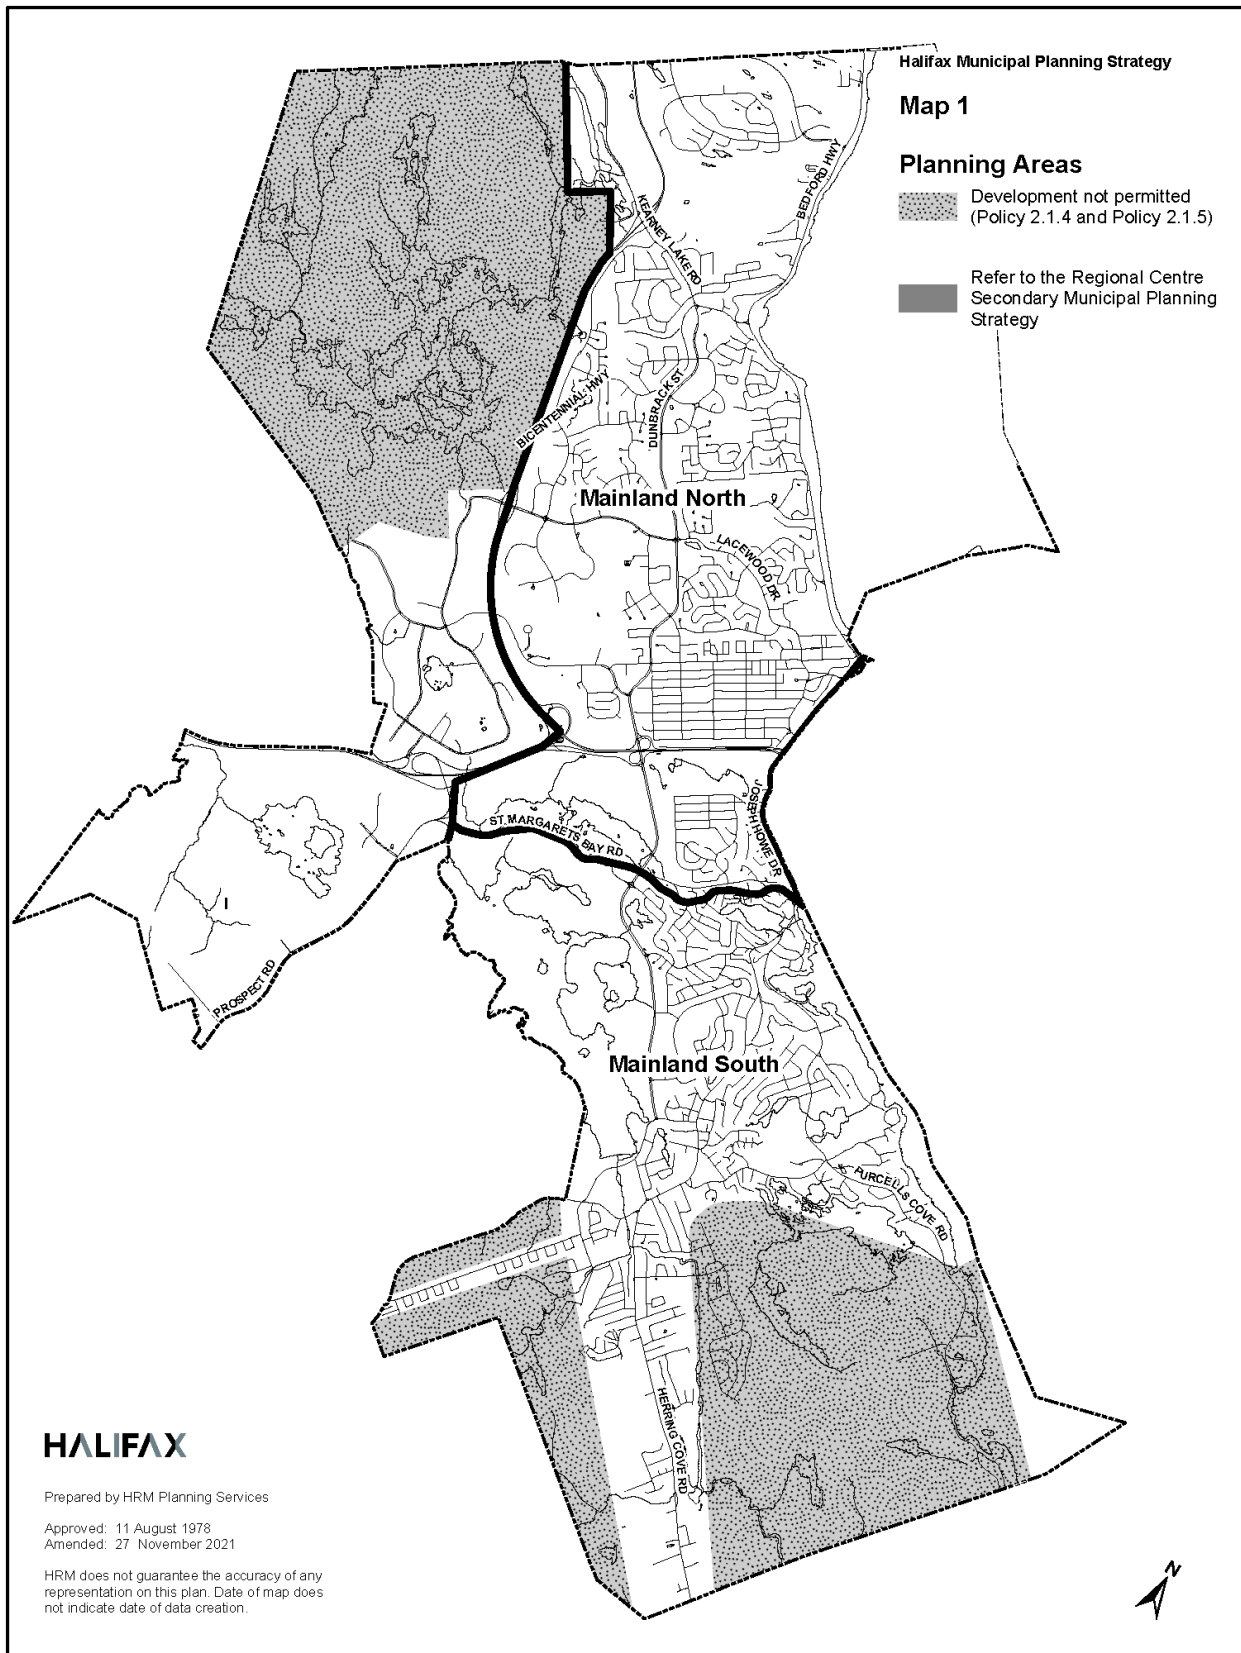 Halifax Municipal Planning Strategy
Map 1
Planning Areas
Development not permitted
(Policy 2.1.4 and Policy 2.1.5)
Refer to the Regional Centre
Secondary Municipal Planning
Strategy
BEDFORD HWY
KEARNEY LAKE RD
BICENTENNIAL HWY
DUNBRACK ST
Mainland North
LACEWOOD DR
JOSEPH HOWE DR
ST. MARGARETS BAY RD
PROSPECT RD
Mainland South
PURCELLS COVE RD
HERRING COVE RD
HALIFAX
Prepared by HRM Planning Services
Approved: 11 August 1978
Amended: 27 November 2021
HRM does not guarantee the accuracy of any
representation on this plan. Date of map does
not indicate date of data creation.
N